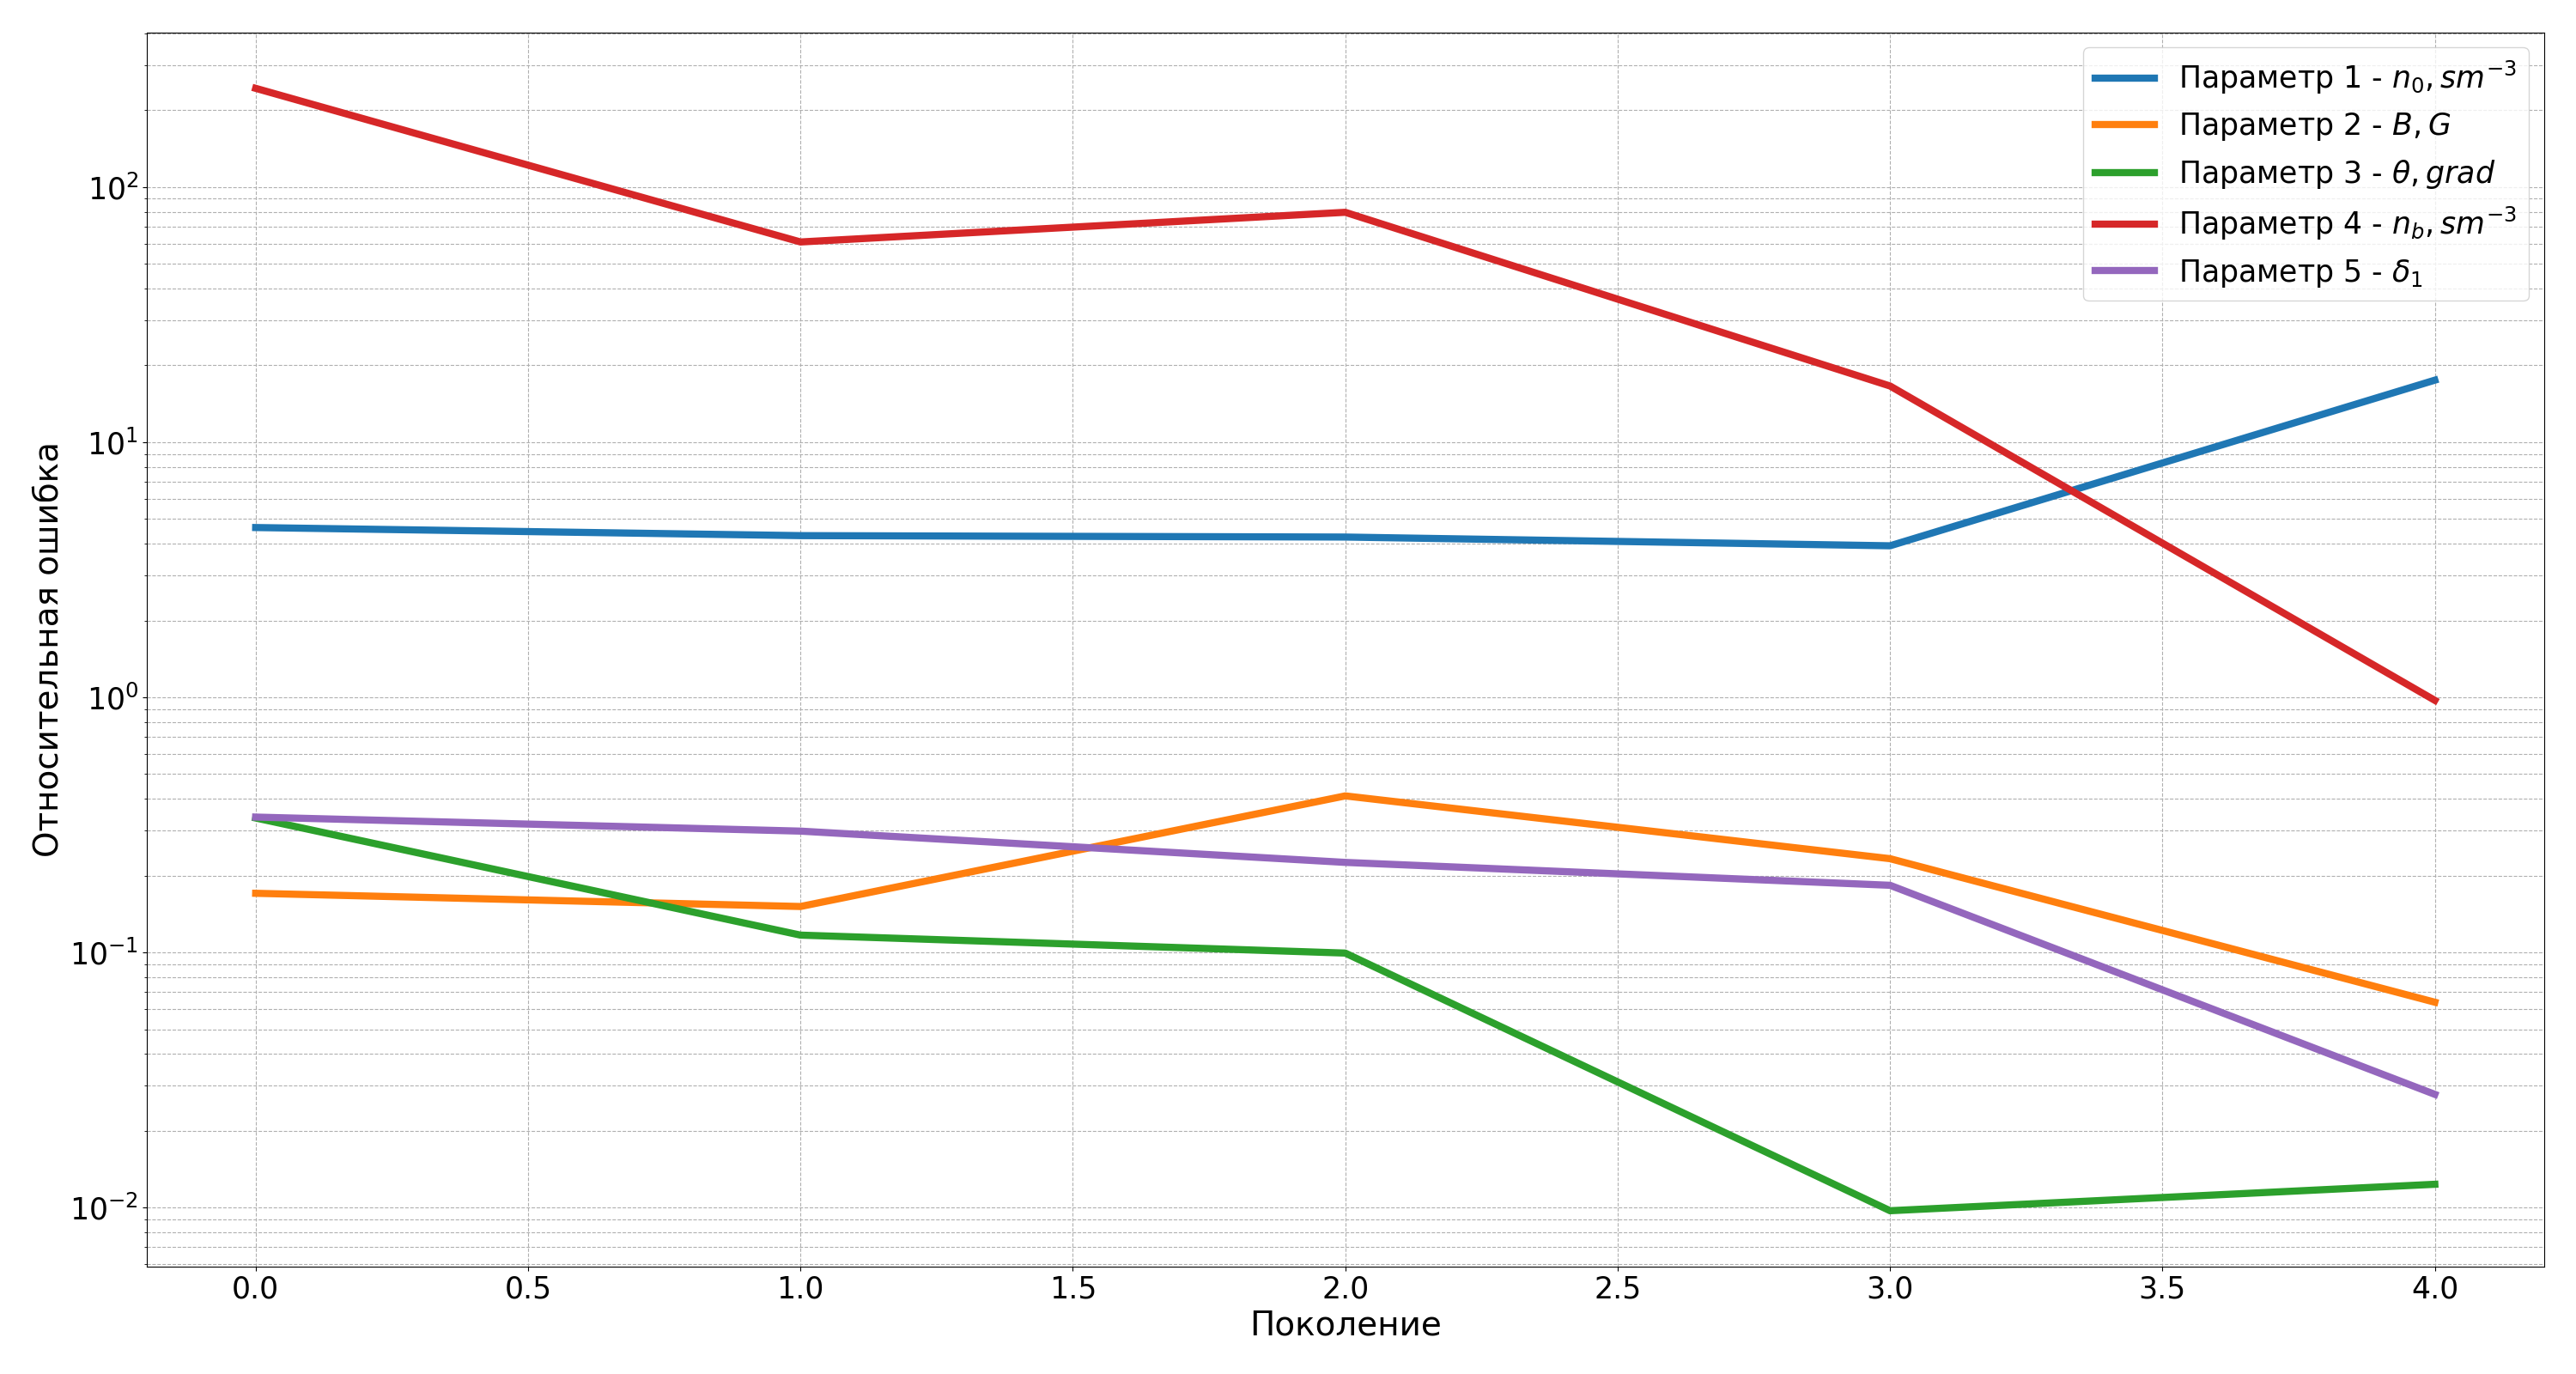 Относительная ошибка
10²
10¹
10⁰
10⁻¹
10⁻²
Параметр 1 - n₀, sm⁻³
Параметр 2 - B, G
Параметр 3 - θ, grad
Параметр 4 - n_b, sm⁻³
Параметр 5 - δ₁
0.0 0.5 1.0 1.5 2.0 2.5 3.0 3.5 4.0
Поколение